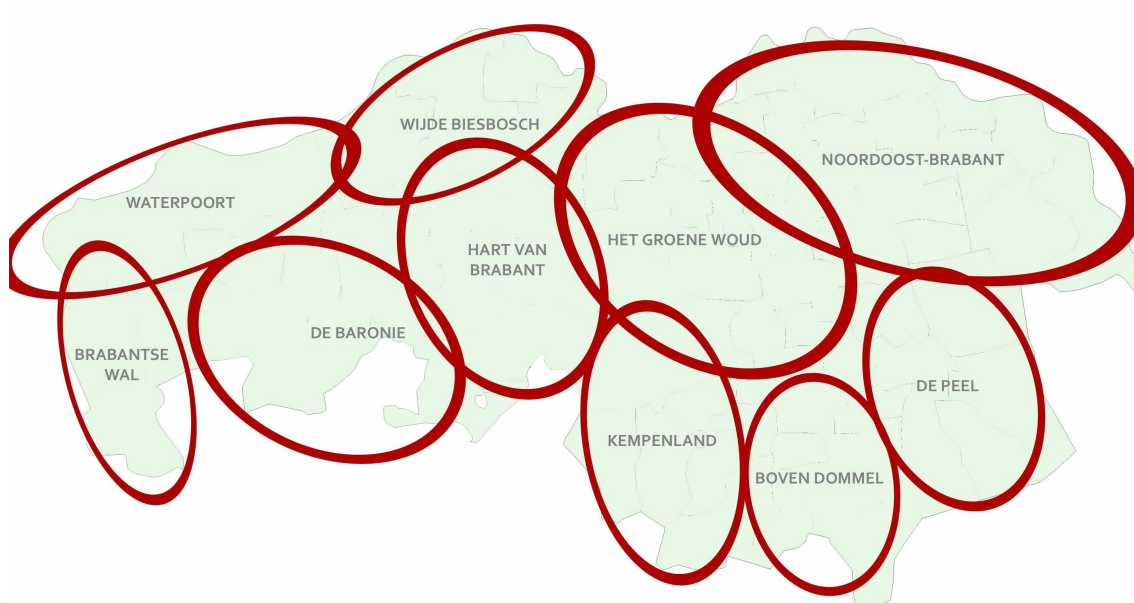 WIJDE BIESBOSCH
NOORDOOST-BRABANT
WATERPOORT
HET GROENE WOUD
HART VAN
BRABANT
DE BARONIE
BRABANTSE
WAL
DE PEEL
KEMPENLAND
BOVEN DOMMEL